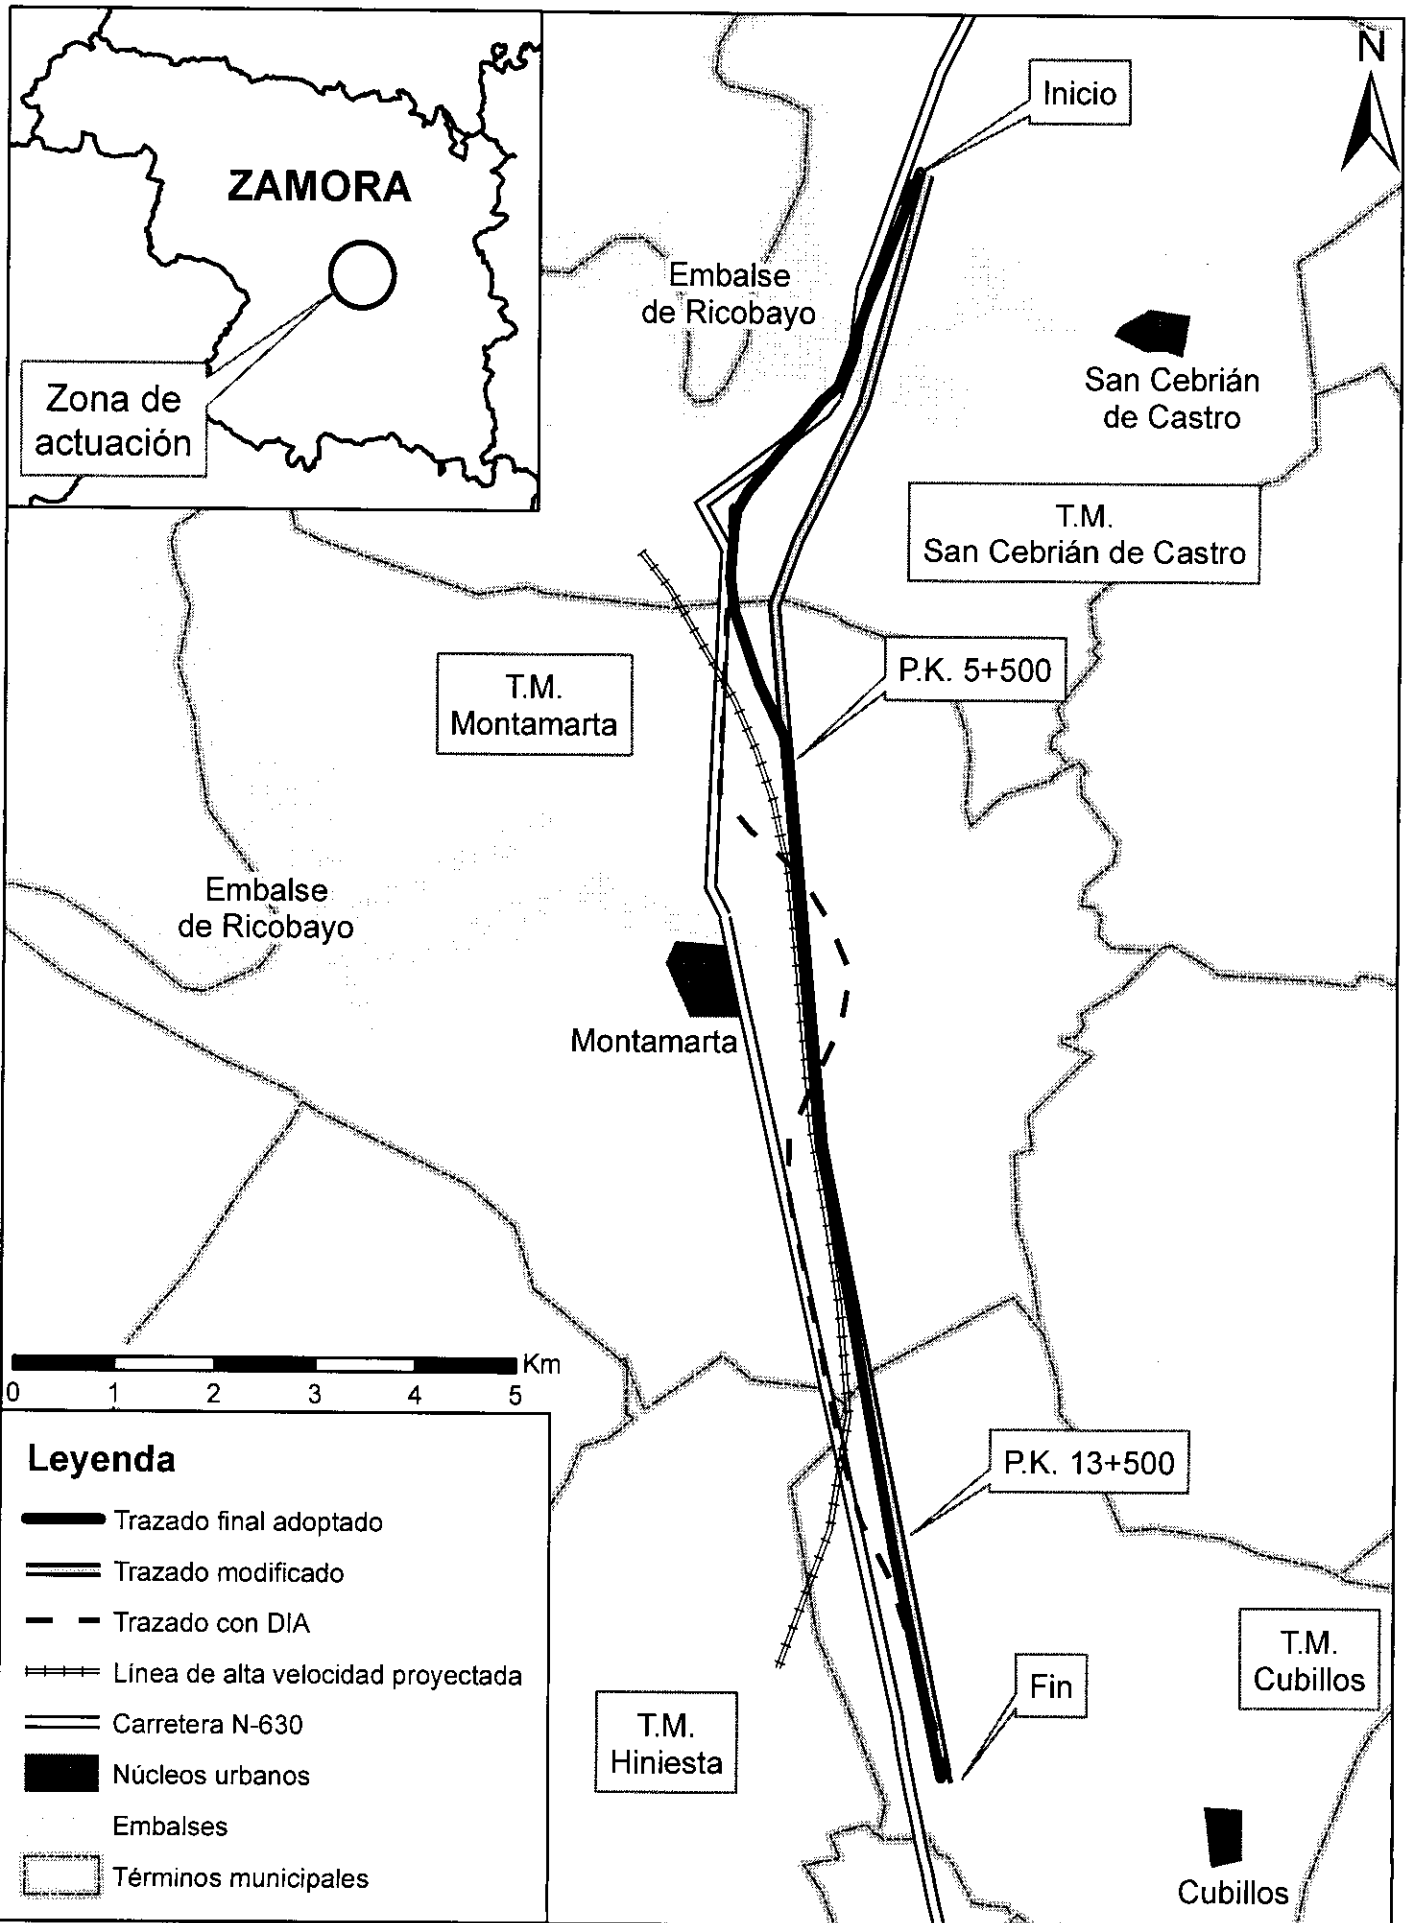 ZAMORA
Zona de
actuación
N
Inicio
Embalse
de Ricobayo
San Cebrián
de Castro
T.M.
San Cebrián de Castro
P.K. 5+500
T.M.
Montamarta
Embalse
de Ricobayo
Montamarta
Km
0 1 2 3 4 5
P.K. 13+500
Leyenda
Trazado final adoptado
Trazado modificado
Trazado con DIA
Línea de alta velocidad proyectada
Carretera N-630
Núcleos urbanos
Embalses
Términos municipales
T.M.
Hiniesta
Fin
T.M.
Cubillos
Cubillos